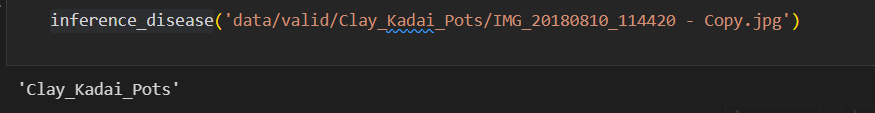 inference_disease('data/valid/Clay_Kadai_Pots/IMG_20180810_114420 - Copy.jpg')
'Clay_Kadai_Pots'